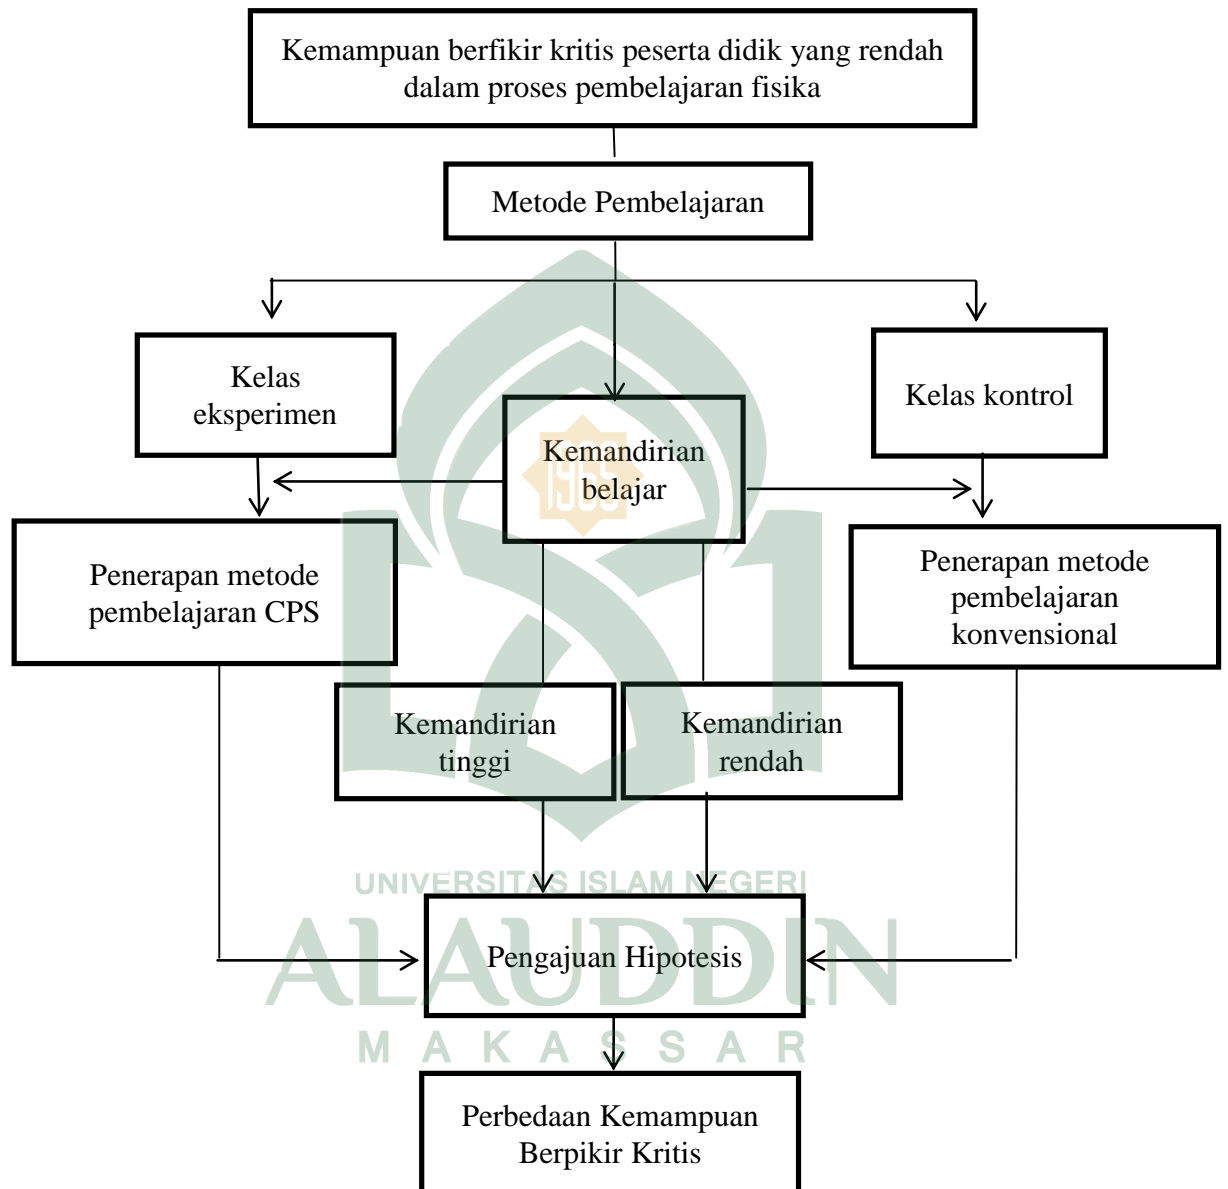 Kemampuan berfikir kritis peserta didik yang rendah
dalam proses pembelajaran fisika
Metode Pembelajaran
Kelas
eksperimen
Kelas kontrol
Kemandirian
belajar
1965
Penerapan metode
pembelajaran CPS
Penerapan metode
pembelajaran
konvensional
Kemandirian
tinggi
Kemandirian
rendah
UNIVERSITAS ISLAM NEGERI
ALAUDDIN
MAKASSAR
Pengajuan Hipotesis
Perbedaan Kemampuan
Berpikir Kritis